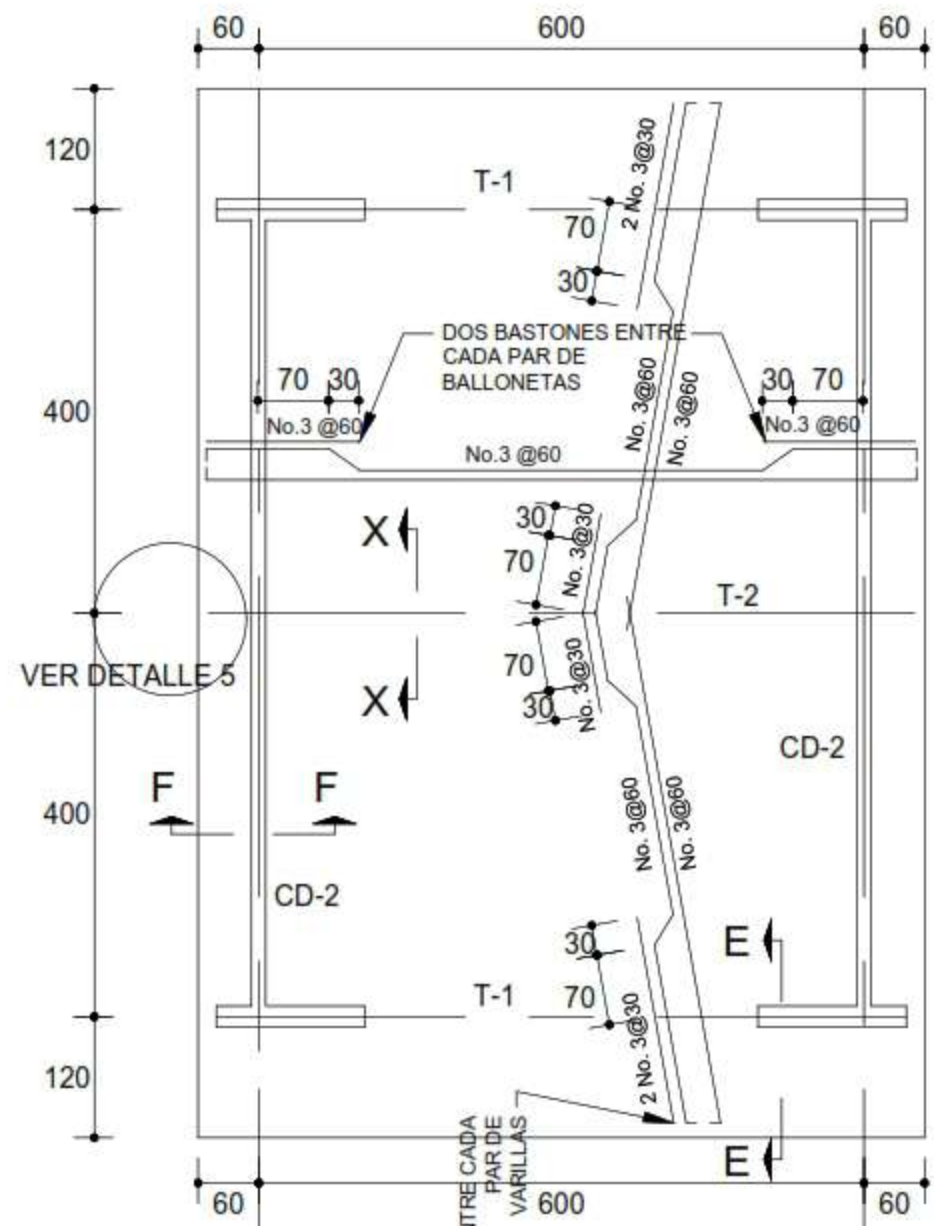 60 600 60
120
T-1
2 No. 3@30
70
30
DOS BASTONES ENTRE
CADA PAR DE
BALLONETAS
400
70 30
No.3 @60
No.3 @60
30 70
No.3 @60
No. 3@60
No. 3@60
X
30
70
No. 3@30
T-2
VER DETALLE 5
X
70
30
No. 3@30
CD-2
F F
400
No. 3@60
No. 3@60
CD-2
E
30
70
T-1
2 No. 3@30
120
NTRE CADA
PAR DE
VARILLAS
E
60 600 60